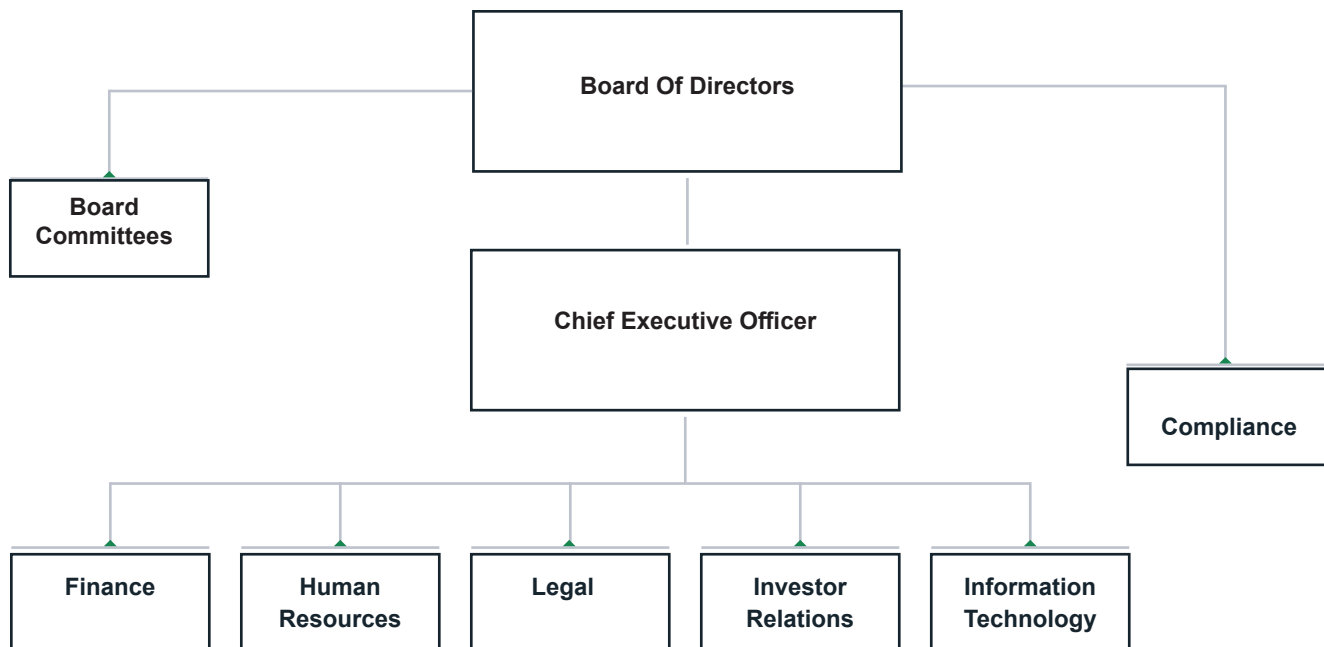 Board Of Directors
Board
Committees
Chief Executive Officer
Compliance
Finance
Human
Resources
Legal
Investor
Relations
Information
Technology